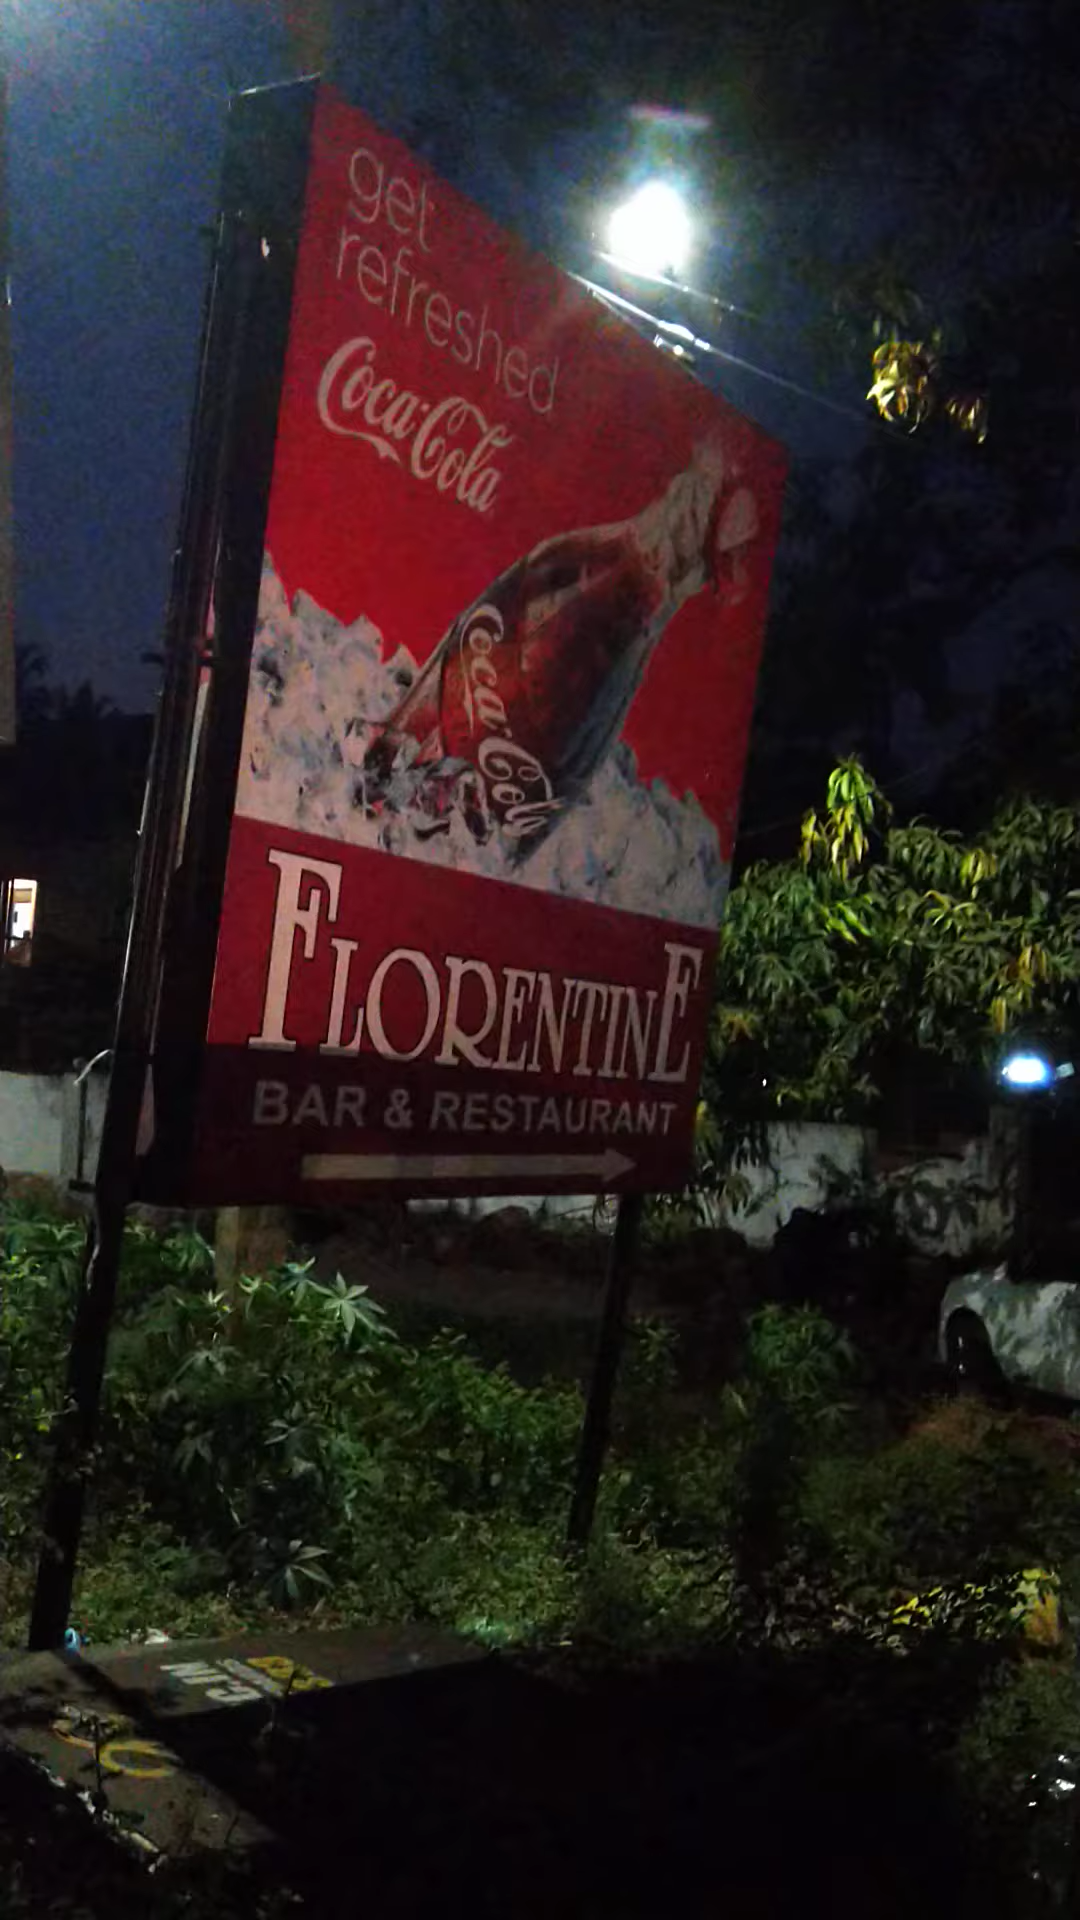 get
refreshed
Coca-Cola
Coca-Cola
FLORENTINE
BAR & RESTAURANT